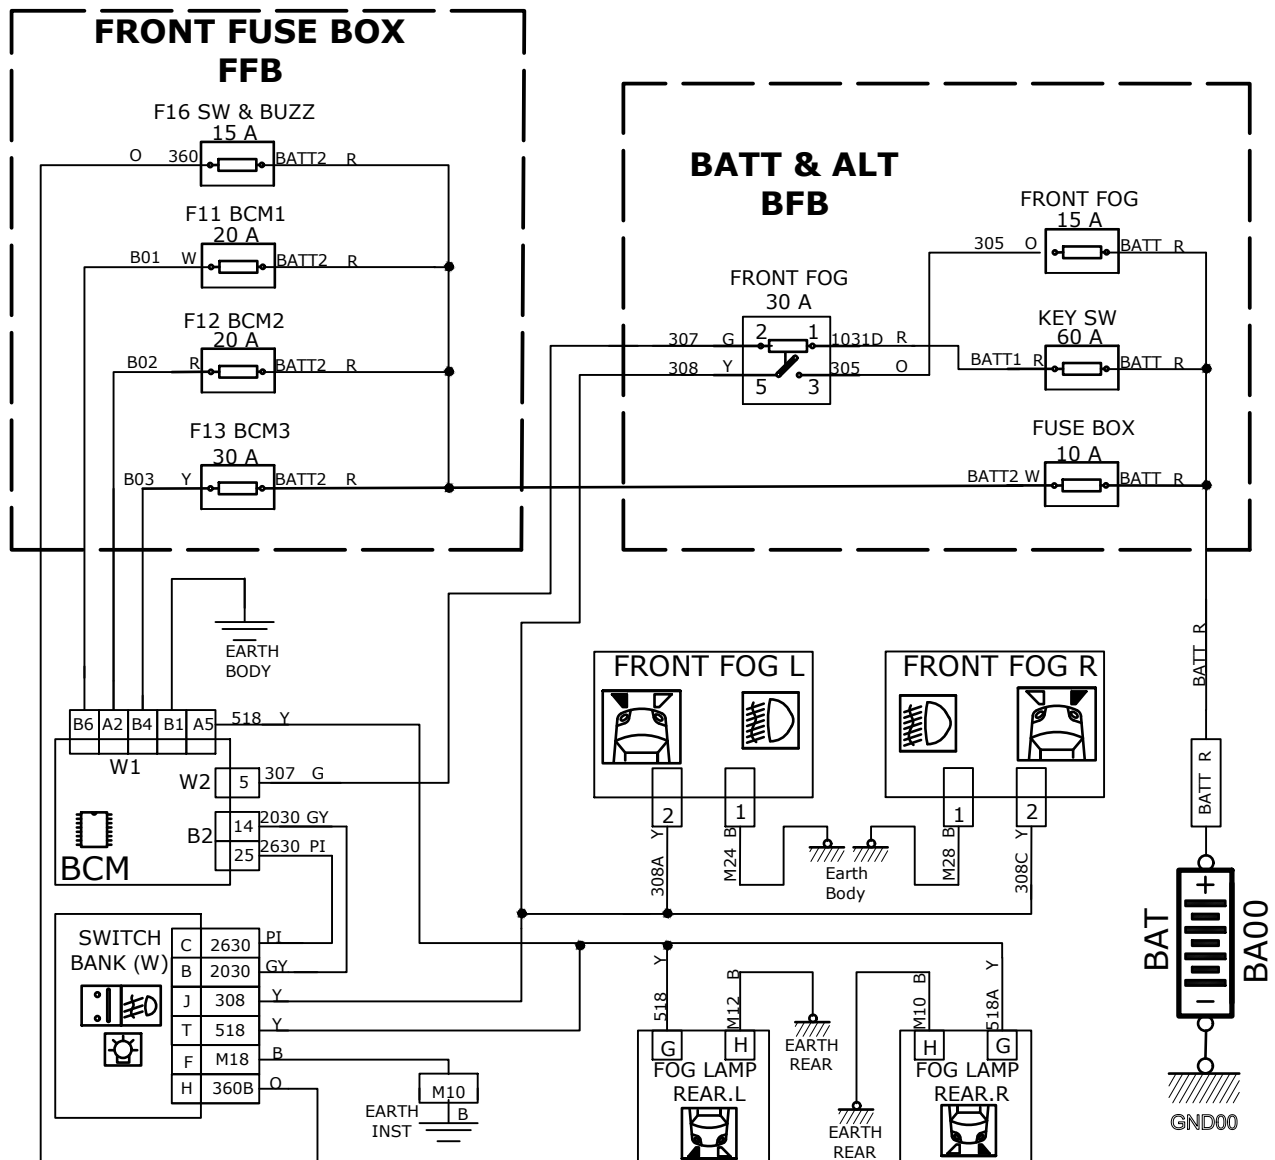 FRONT FUSE BOX
FFB
F16 SW & BUZZ
15 A
O 360 BATT2 R
F11 BCM1
20 A
B01 W BATT2 R
F12 BCM2
20 A
B02 R BATT2 R
F13 BCM3
30 A
B03 Y BATT2 R
BATT & ALT
BFB
FRONT FOG
15 A
305 O BATT R
FRONT FOG
30 A
307 G 2 1 1031D R
308 Y 5 3 305 O
KEY SW
60 A
BATT1 R BATT R
FUSE BOX
10 A
BATT2 W BATT R
EARTH
BODY
BATT R
B6 A2 B4 B1 A5 518 Y
W1
W2 5 307 G
B2 14 2030 GY
25 2630 PI
BCM
FRONT FOG L
2 1
308A Y
M24 B
Earth
Body
FRONT FOG R
1 2
M28 B
308C Y
BATT R
+
BAT
BA00
−
GND00
SWITCH
BANK (W)
C 2630 PI
B 2030 GY
J 308 Y
T 518 Y
F M18 B
H 360B O
M10
B
EARTH
INST
518 Y
M12 B
G H
FOG LAMP
REAR.L
EARTH
REAR
M10 B
518A Y
H G
FOG LAMP
REAR.R
EARTH
REAR